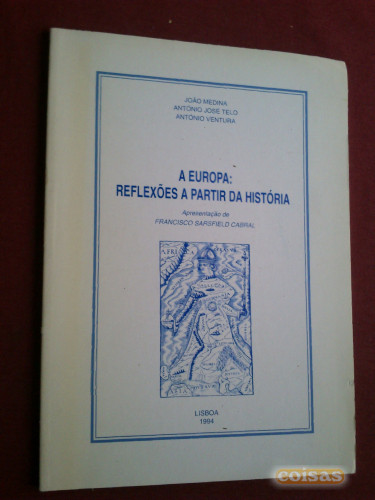 JOÃO MEDINA
ANTÓNIO JOSÉ TELO
ANTÓNIO VENTURA
A EUROPA:
REFLEXÕES A PARTIR DA HISTÓRIA
Apresentação de
FRANCISCO SARSFIELD CABRAL
AFRI
LISBOA
1994
coisas